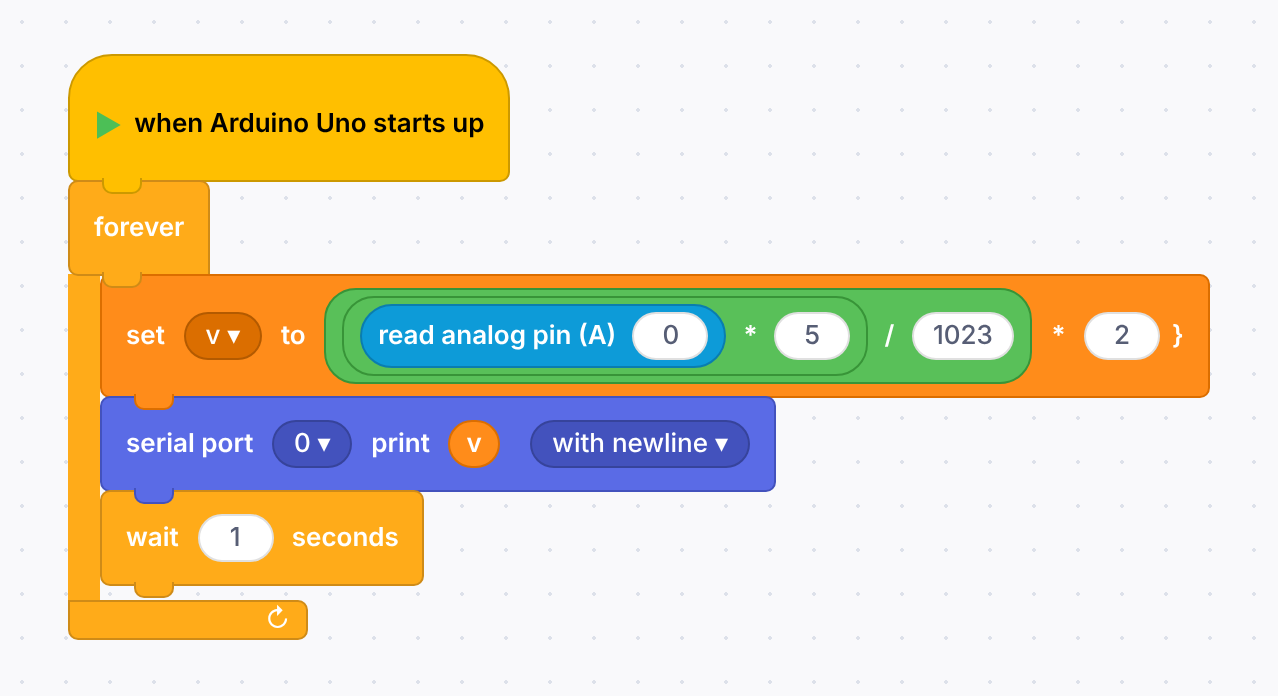 when Arduino Uno starts up
forever
set v ▾ to read analog pin (A) 0 * 5 / 1023 * 2 }
serial port 0 ▾ print v with newline ▾
wait 1 seconds